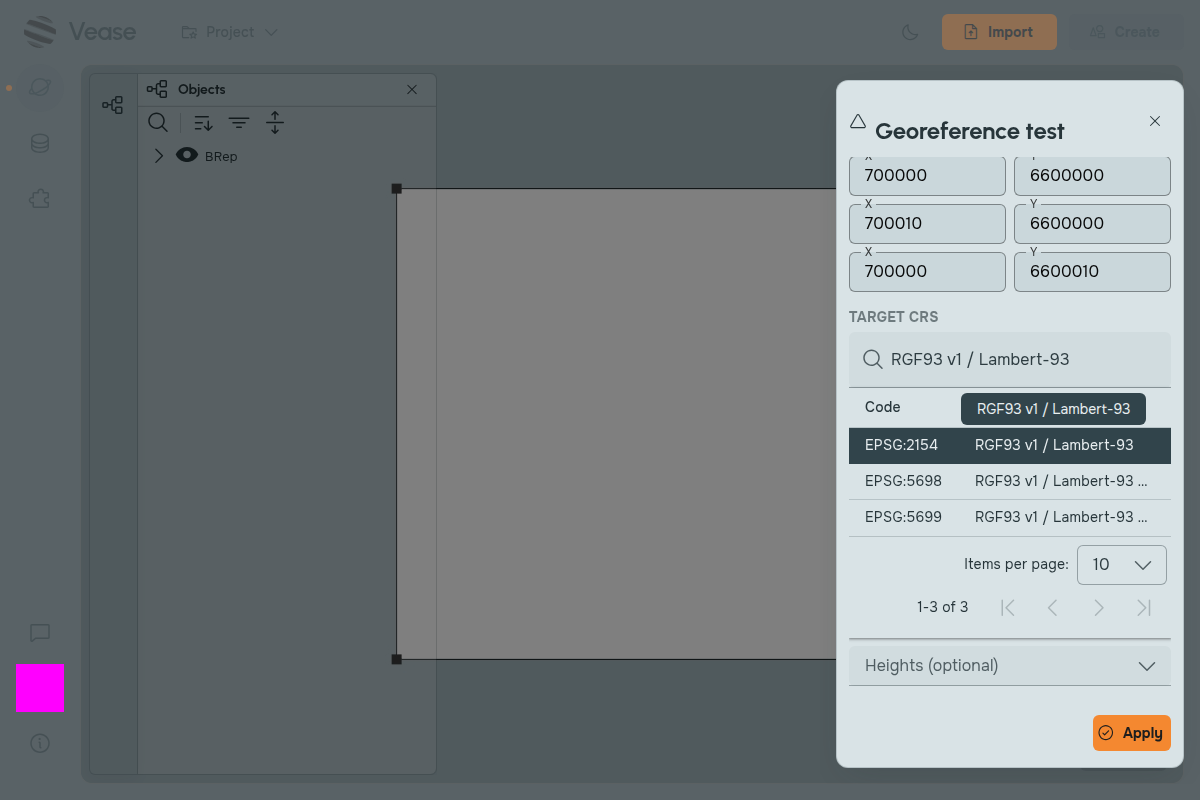 Vease
Project
Import
Create
Objects
BRep
Georeference test
X
700000
6600000
X
700010
Y
6600000
X
700000
Y
6600010
TARGET CRS
RGF93 v1 / Lambert-93
Code
RGF93 v1 / Lambert-93
EPSG:2154
RGF93 v1 / Lambert-93
EPSG:5698
RGF93 v1 / Lambert-93 ...
EPSG:5699
RGF93 v1 / Lambert-93 ...
Items per page:
10
1-3 of 3
Heights (optional)
Apply